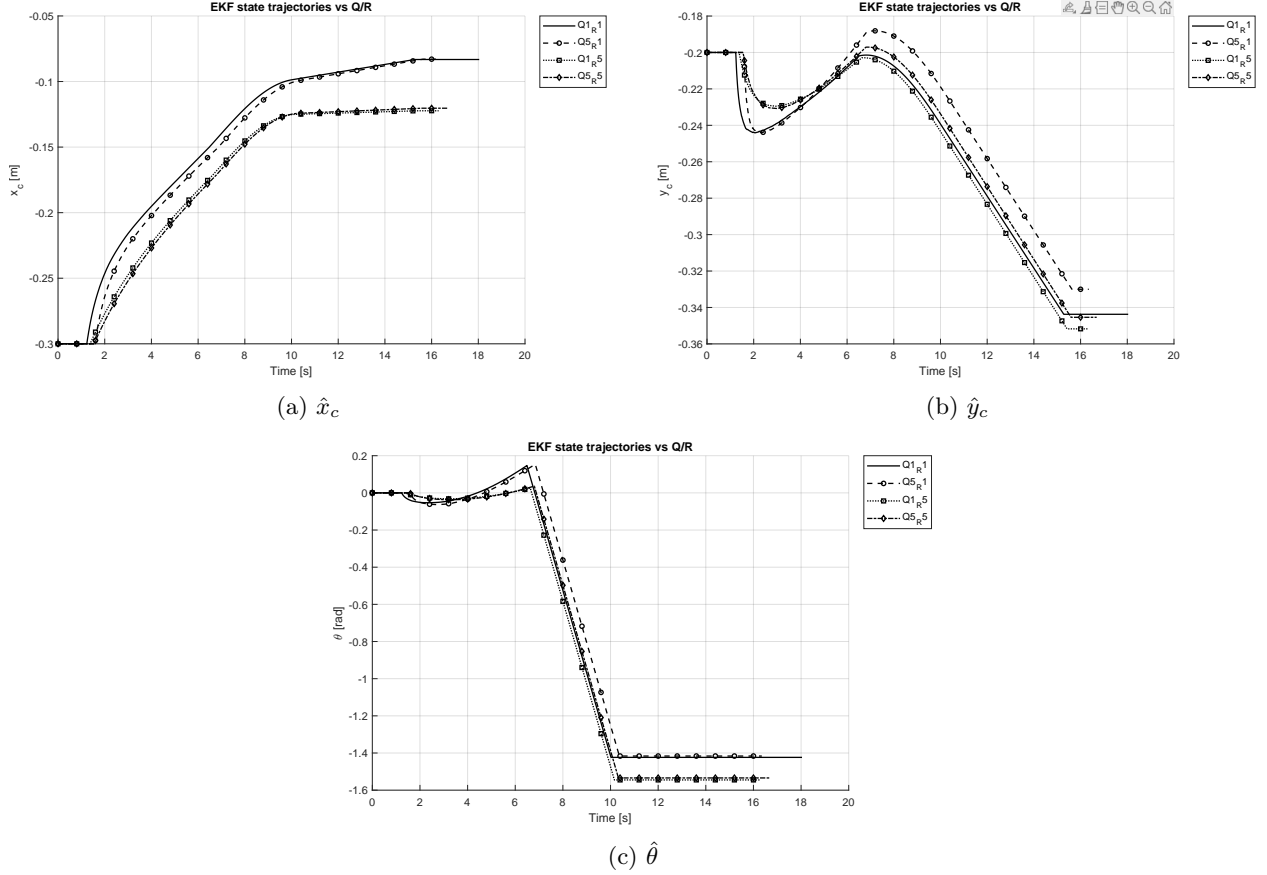 EKF state trajectories vs Q/R
-0.05
-0.1
-0.15
-0.2
-0.25
-0.3
x_c [m]
0 2 4 6 8 10 12 14 16 18 20
Time [s]
Q1_R1
Q5_R1
Q1_R5
Q5_R5
(a) x̂_c
EKF state trajectories vs Q/R
-0.18
-0.2
-0.22
-0.24
-0.26
-0.28
-0.3
-0.32
-0.34
-0.36
y_c [m]
0 2 4 6 8 10 12 14 16 18 20
Time [s]
Q1_R1
Q5_R1
Q1_R5
Q5_R5
(b) ŷ_c
EKF state trajectories vs Q/R
0.2
0
-0.2
-0.4
-0.6
-0.8
-1
-1.2
-1.4
-1.6
θ [rad]
0 2 4 6 8 10 12 14 16 18 20
Time [s]
Q1_R1
Q5_R1
Q1_R5
Q5_R5
(c) θ̂